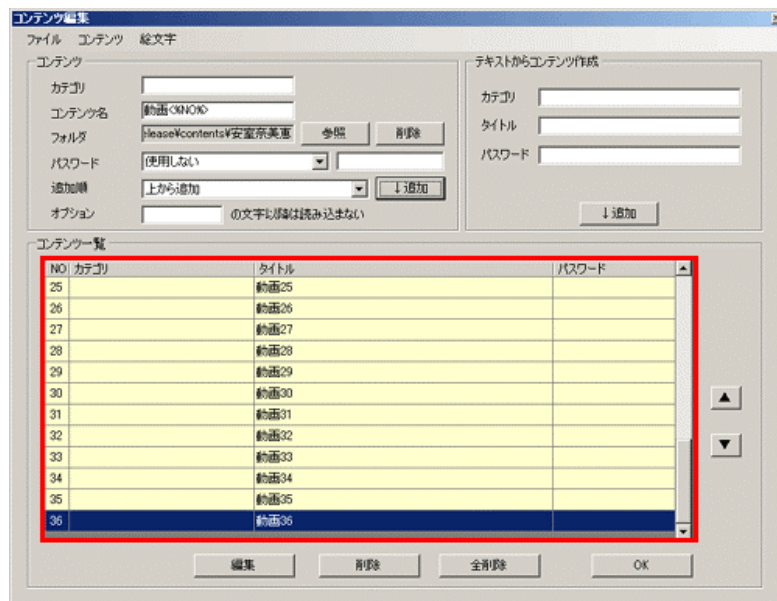 コンテンツ編集
ファイル コンテンツ 絵文字
コンテンツ
カテゴリ
コンテンツ名 動画<%NO%>
フォルダ elease¥contents¥安室奈美恵 参照 削除
パスワード 使用しない
追加順 上から追加 ↓追加
オプション の文字以降は読み込まない
テキストからコンテンツ作成
カテゴリ
タイトル
パスワード
↓追加
コンテンツ一覧
NO カテゴリ タイトル パスワード
25 動画25
26 動画26
27 動画27
28 動画28
29 動画29
30 動画30
31 動画31
32 動画32
33 動画33
34 動画34
35 動画35
36 動画36
編集 削除 全削除 OK